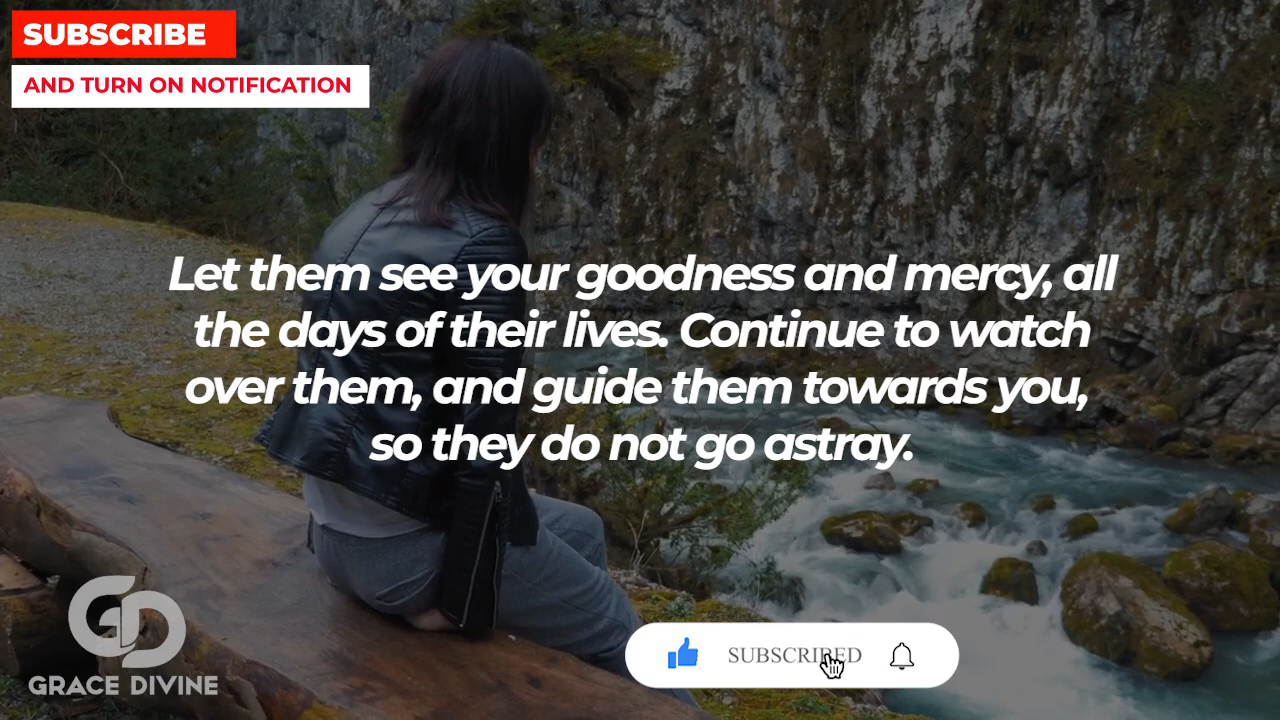 SUBSCRIBE
AND TURN ON NOTIFICATION
Let them see your goodness and mercy, all
the days of their lives. Continue to watch
over them, and guide them towards you,
so they do not go astray.
GD
GRACE DIVINE
SUBSCRIBED